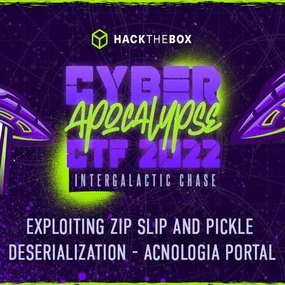 HACKTHEBOX
CYBER
APOCALYPSE
CTF 2022
INTERGALACTIC CHASE
EXPLOITING ZIP SLIP AND PICKLE
DESERIALIZATION - ACNOLOGIA PORTAL